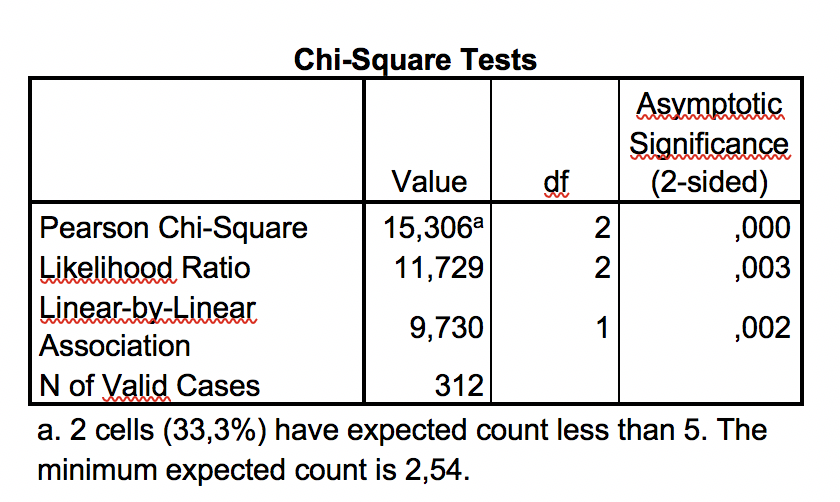 Chi-Square Tests
Asymptotic
Significance
Value df (2-sided)
Pearson Chi-Square 15,306a 2 ,000
Likelihood Ratio 11,729 2 ,003
Linear-by-Linear
Association 9,730 1 ,002
N of Valid Cases 312
a. 2 cells (33,3%) have expected count less than 5. The
minimum expected count is 2,54.